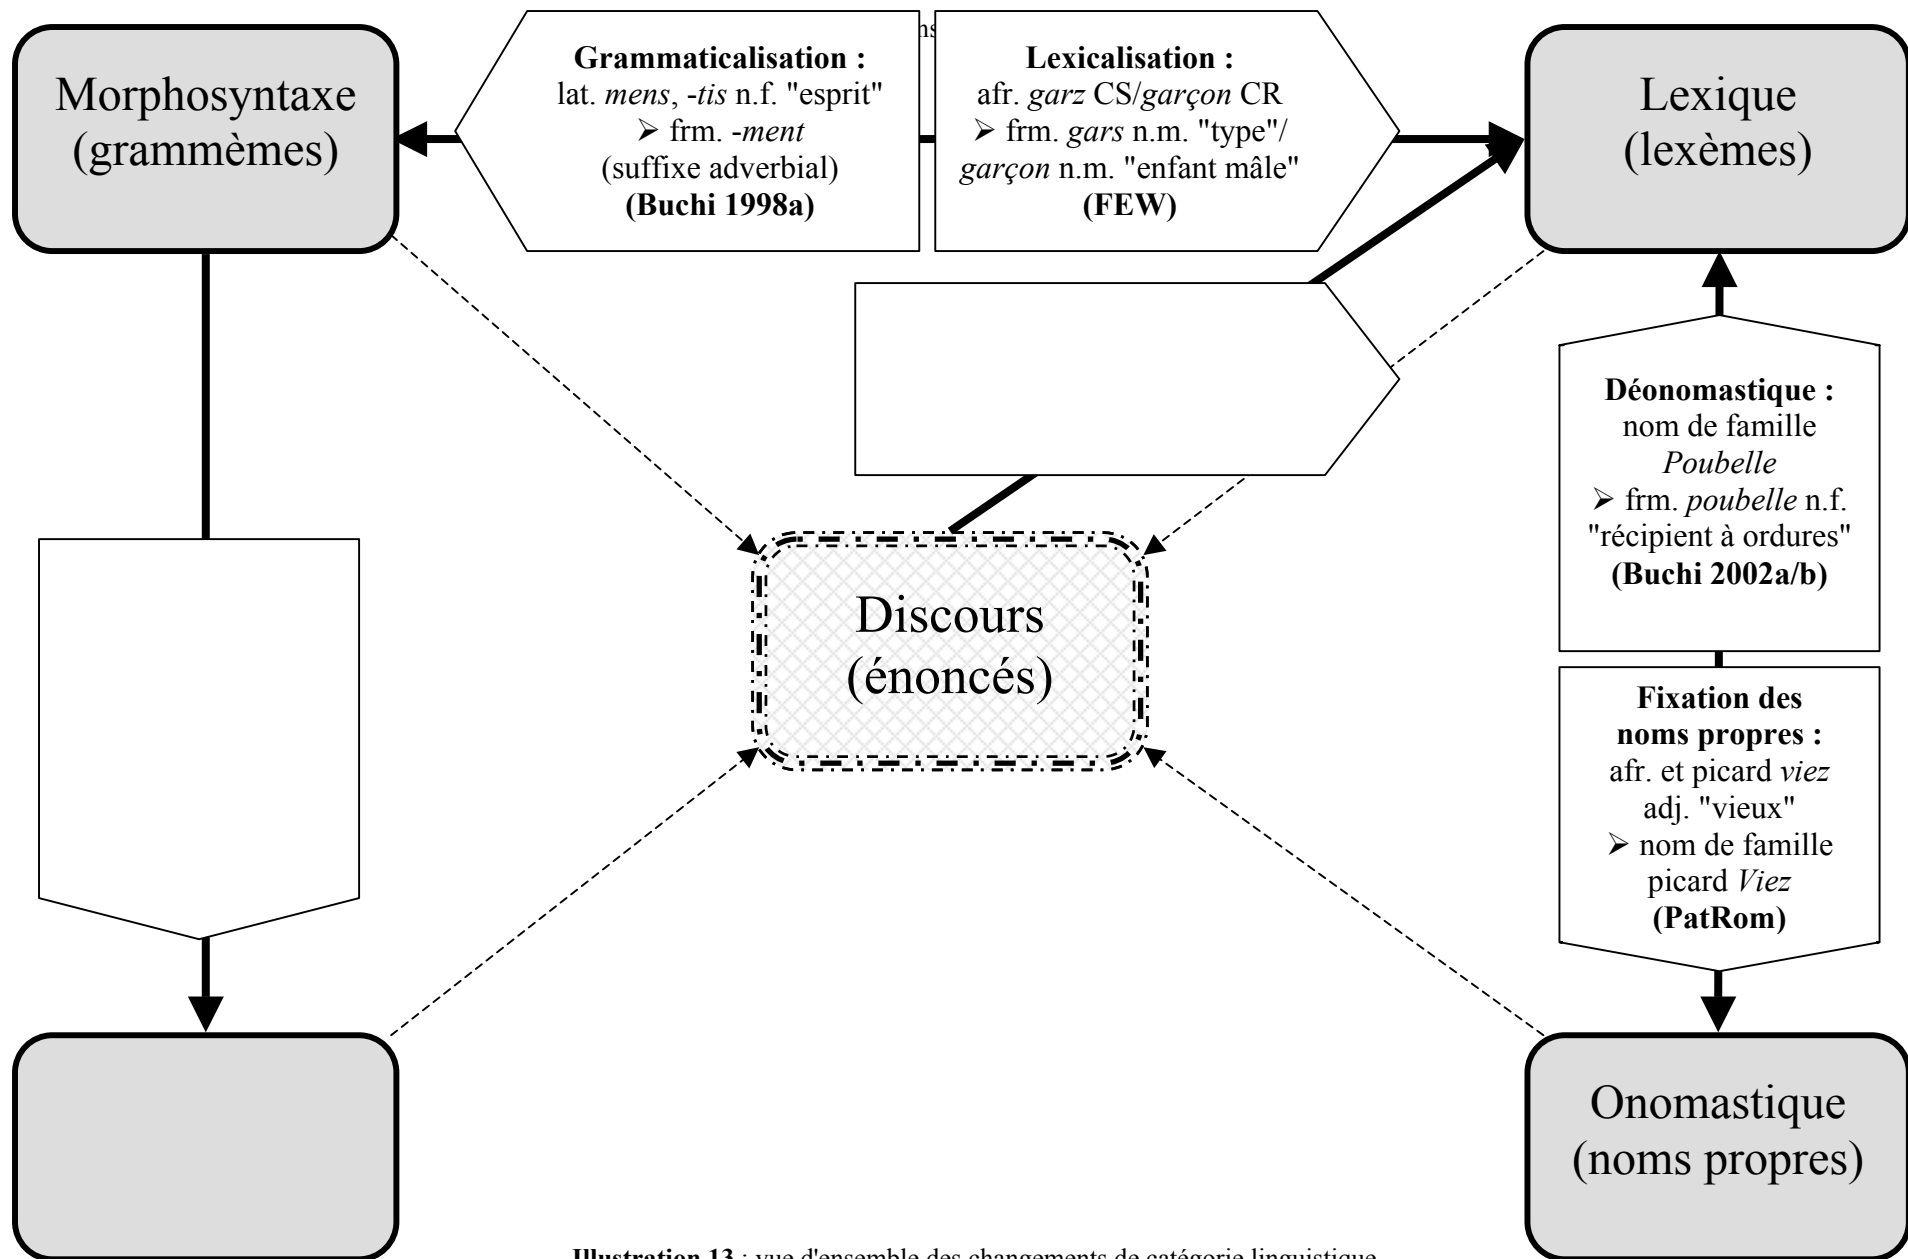 Morphosyntaxe
(grammèmes)
Grammaticalisation :
lat. mens, -tis n.f. "esprit"
➢ frm. -ment
(suffixe adverbial)
(Buchi 1998a)
Lexicalisation :
afr. garz CS/garçon CR
➢ frm. gars n.m. "type"/
garçon n.m. "enfant mâle"
(FEW)
Lexique
(lexèmes)
Déonomastique :
nom de famille
Poubelle
➢ frm. poubelle n.f.
"récipient à ordures"
(Buchi 2002a/b)
Discours
(énoncés)
Fixation des
noms propres :
afr. et picard viez
adj. "vieux"
➢ nom de famille
picard Viez
(PatRom)
Onomastique
(noms propres)
Illustration 13 : vue d'ensemble des changements de catégorie linguistique